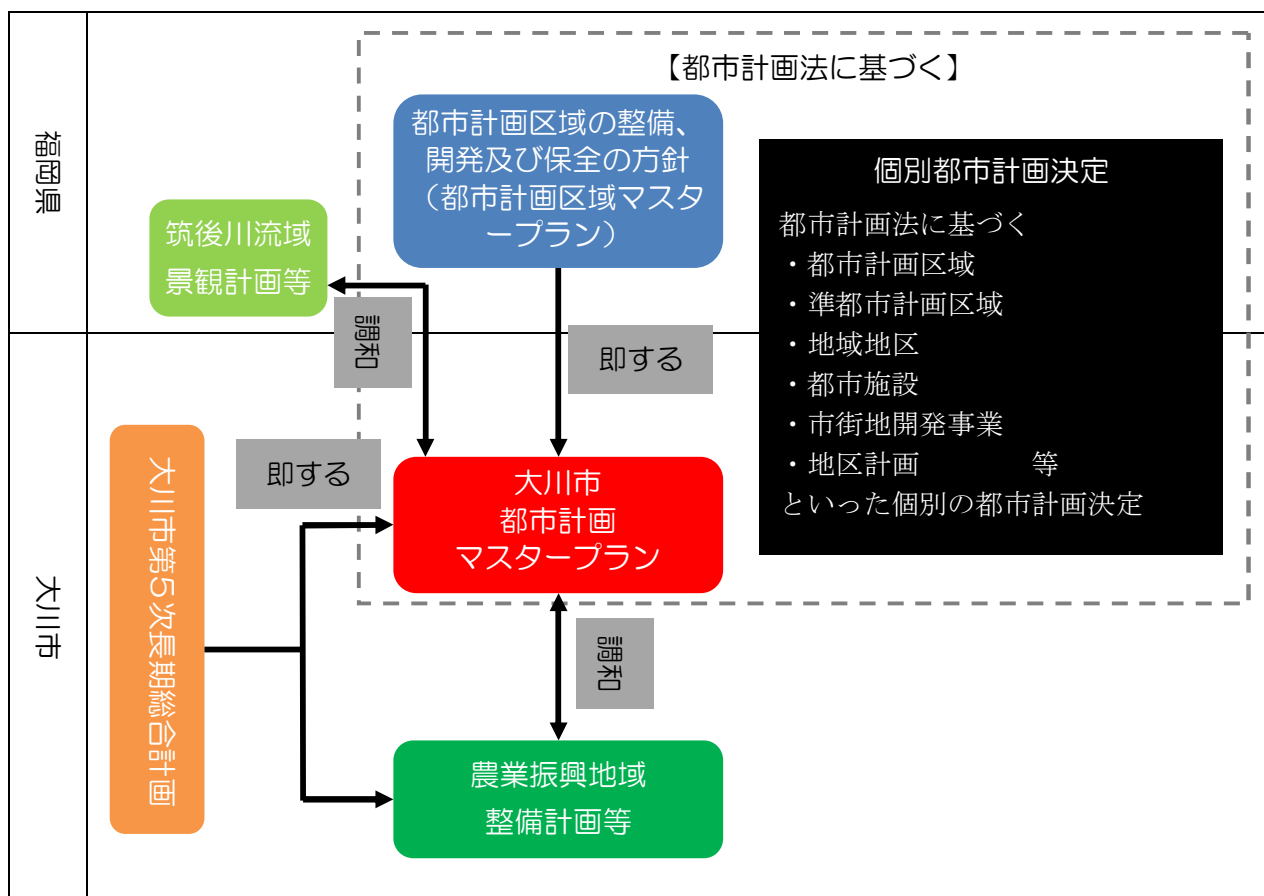 福岡県
【都市計画法に基づく】
都市計画区域の整備、
開発及び保全の方針
（都市計画区域マスタ
ープラン）
筑後川流域
景観計画等
個別都市計画決定
都市計画法に基づく
・都市計画区域
・準都市計画区域
・地域地区
・都市施設
・市街地開発事業
・地区計画　　　　等
といった個別の都市計画決定
調和
即する
大川市
大川市第５次長期総合計画
即する
大川市
都市計画
マスタープラン
調和
農業振興地域
整備計画等